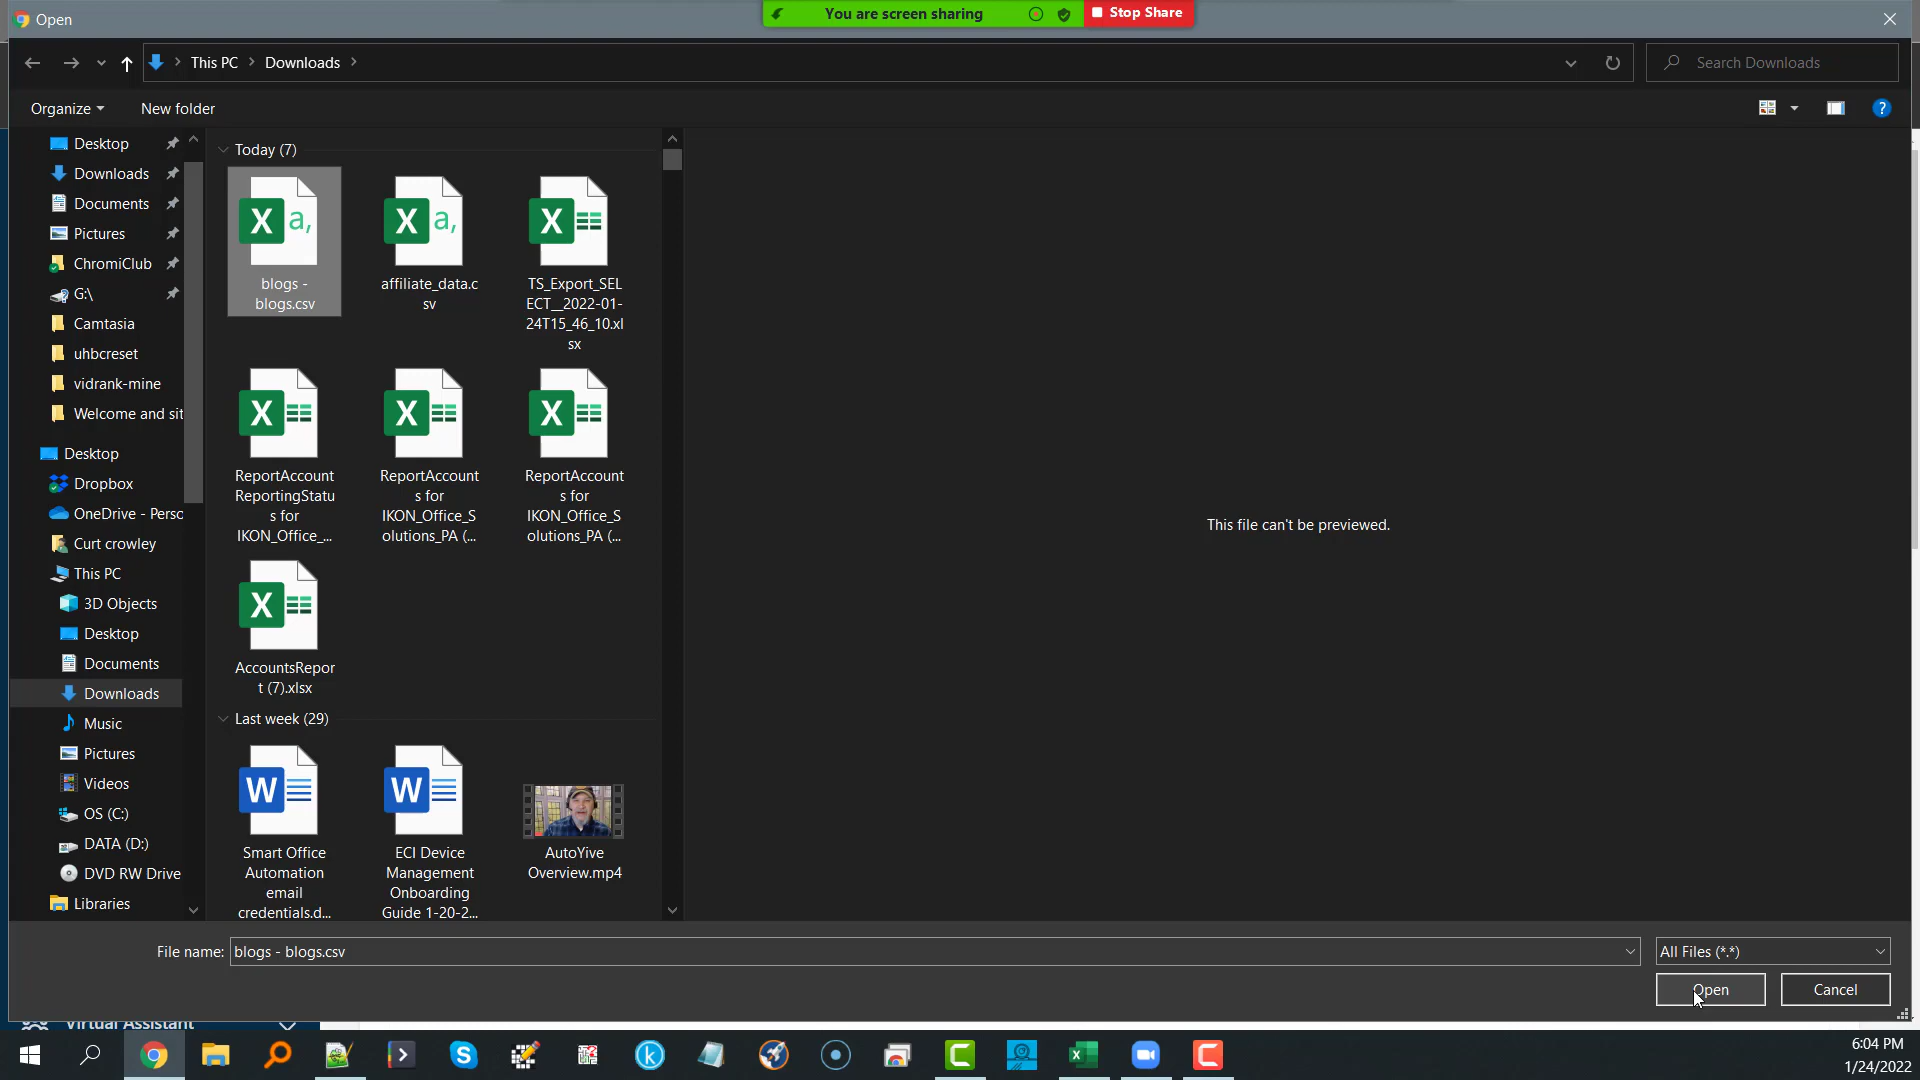 Open
You are screen sharing
Stop Share
This PC
Downloads
Search Downloads
Organize
New folder
Desktop
Downloads
Documents
Pictures
ChromiClub
G:\
Camtasia
uhbcreset
vidrank-mine
Welcome and sit
Desktop
Dropbox
OneDrive - Perso
Curt crowley
This PC
3D Objects
Desktop
Documents
Downloads
Music
Pictures
Videos
OS (C:)
DATA (D:)
DVD RW Drive
Libraries
Today (7)
blogs -
blogs.csv
affiliate_data.c
sv
TS_Export_SEL
ECT__2022-01-
24T15_46_10.xl
sx
ReportAccount
ReportingStatu
s for
IKON_Office_...
ReportAccount
s for
IKON_Office_S
olutions_PA (...
ReportAccount
s for
IKON_Office_S
olutions_PA (...
AccountsRepor
t (7).xlsx
Last week (29)
Smart Office
Automation
email
credentials.d...
ECI Device
Management
Onboarding
Guide 1-20-2...
AutoYive
Overview.mp4
This file can't be previewed.
File name:
blogs - blogs.csv
All Files (*.*)
Open
Cancel
Virtual Assistant
6:04 PM
1/24/2022